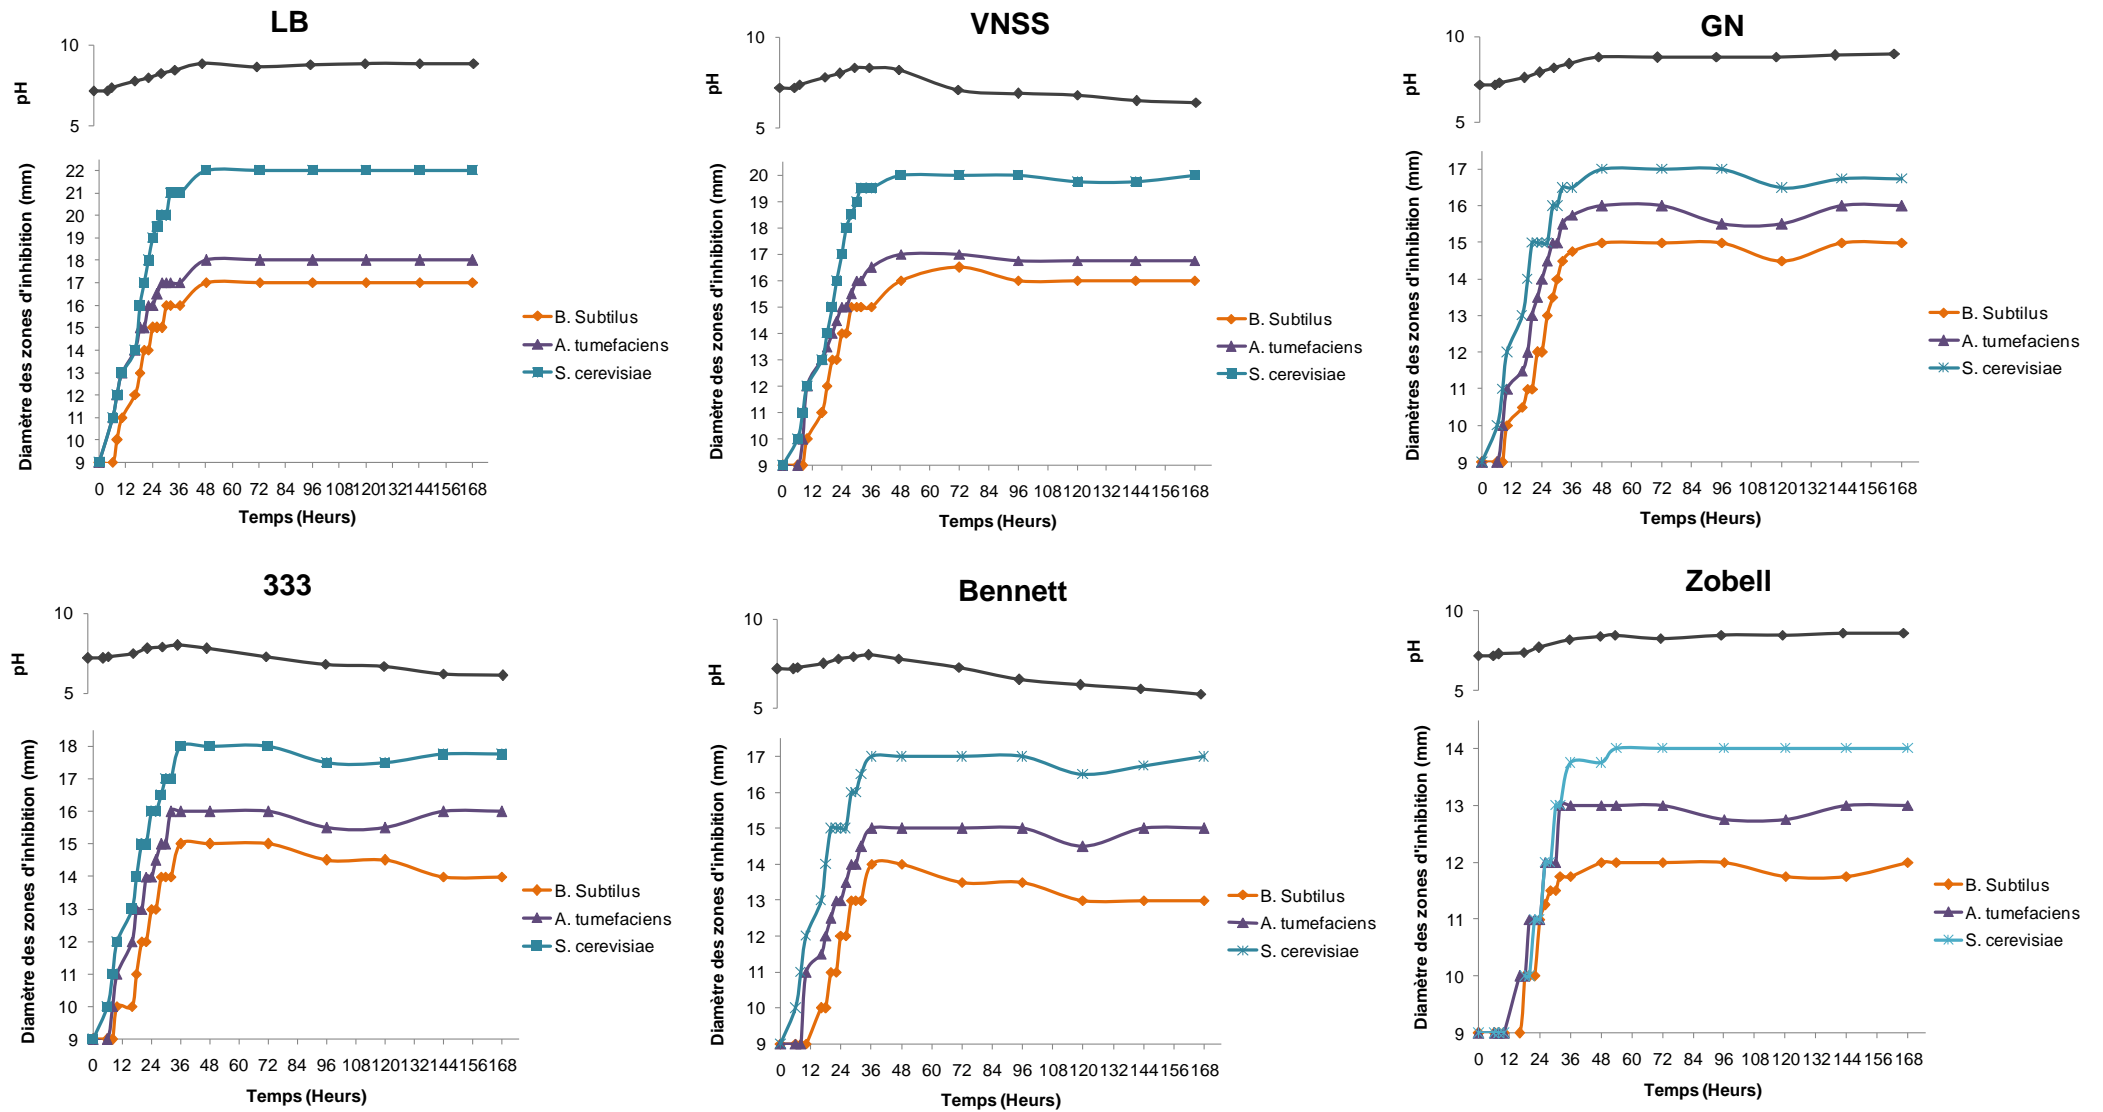 LB
10
5
pH
22
21
20
19
18
17
16
15
14
13
12
11
10
9
Diamètre des zones d'inhibition (mm)
0 12 24 36 48 60 72 84 96 108 120 132 144 156 168
Temps (Heurs)
B. Subtilus
A. tumefaciens
S. cerevisiae
VNSS
10
5
pH
20
19
18
17
16
15
14
13
12
11
10
9
Diamètre des zones d'inhibition (mm)
0 12 24 36 48 60 72 84 96 108 120 132 144 156 168
Temps (Heurs)
B. Subtilus
A. tumefaciens
S. cerevisiae
GN
10
5
pH
17
16
15
14
13
12
11
10
9
Diamètres des zones d'inhibition (mm)
0 12 24 36 48 60 72 84 96 108 120 132 144 156 168
Temps (Heurs)
B. Subtilus
A. tumefaciens
S. cerevisiae
333
10
5
pH
18
17
16
15
14
13
12
11
10
9
Diamètre des zones d'inhibition (mm)
0 12 24 36 48 60 72 84 96 108 120 132 144 156 168
Temps (Heurs)
B. Subtilus
A. tumefaciens
S. cerevisiae
Bennett
10
5
pH
17
16
15
14
13
12
11
10
9
Diamètre des zones d'inhibition (mm)
0 12 24 36 48 60 72 84 96 108 120 132 144 156 168
Temps (Heurs)
B. Subtilus
A. tumefaciens
S. cerevisiae
Zobell
10
5
pH
14
13
12
11
10
9
Diamètre des zones d'inhibition (mm)
0 12 24 36 48 60 72 84 96 108 120 132 144 156 168
Temps (Heurs)
B. Subtilus
A. tumefaciens
S. cerevisiae